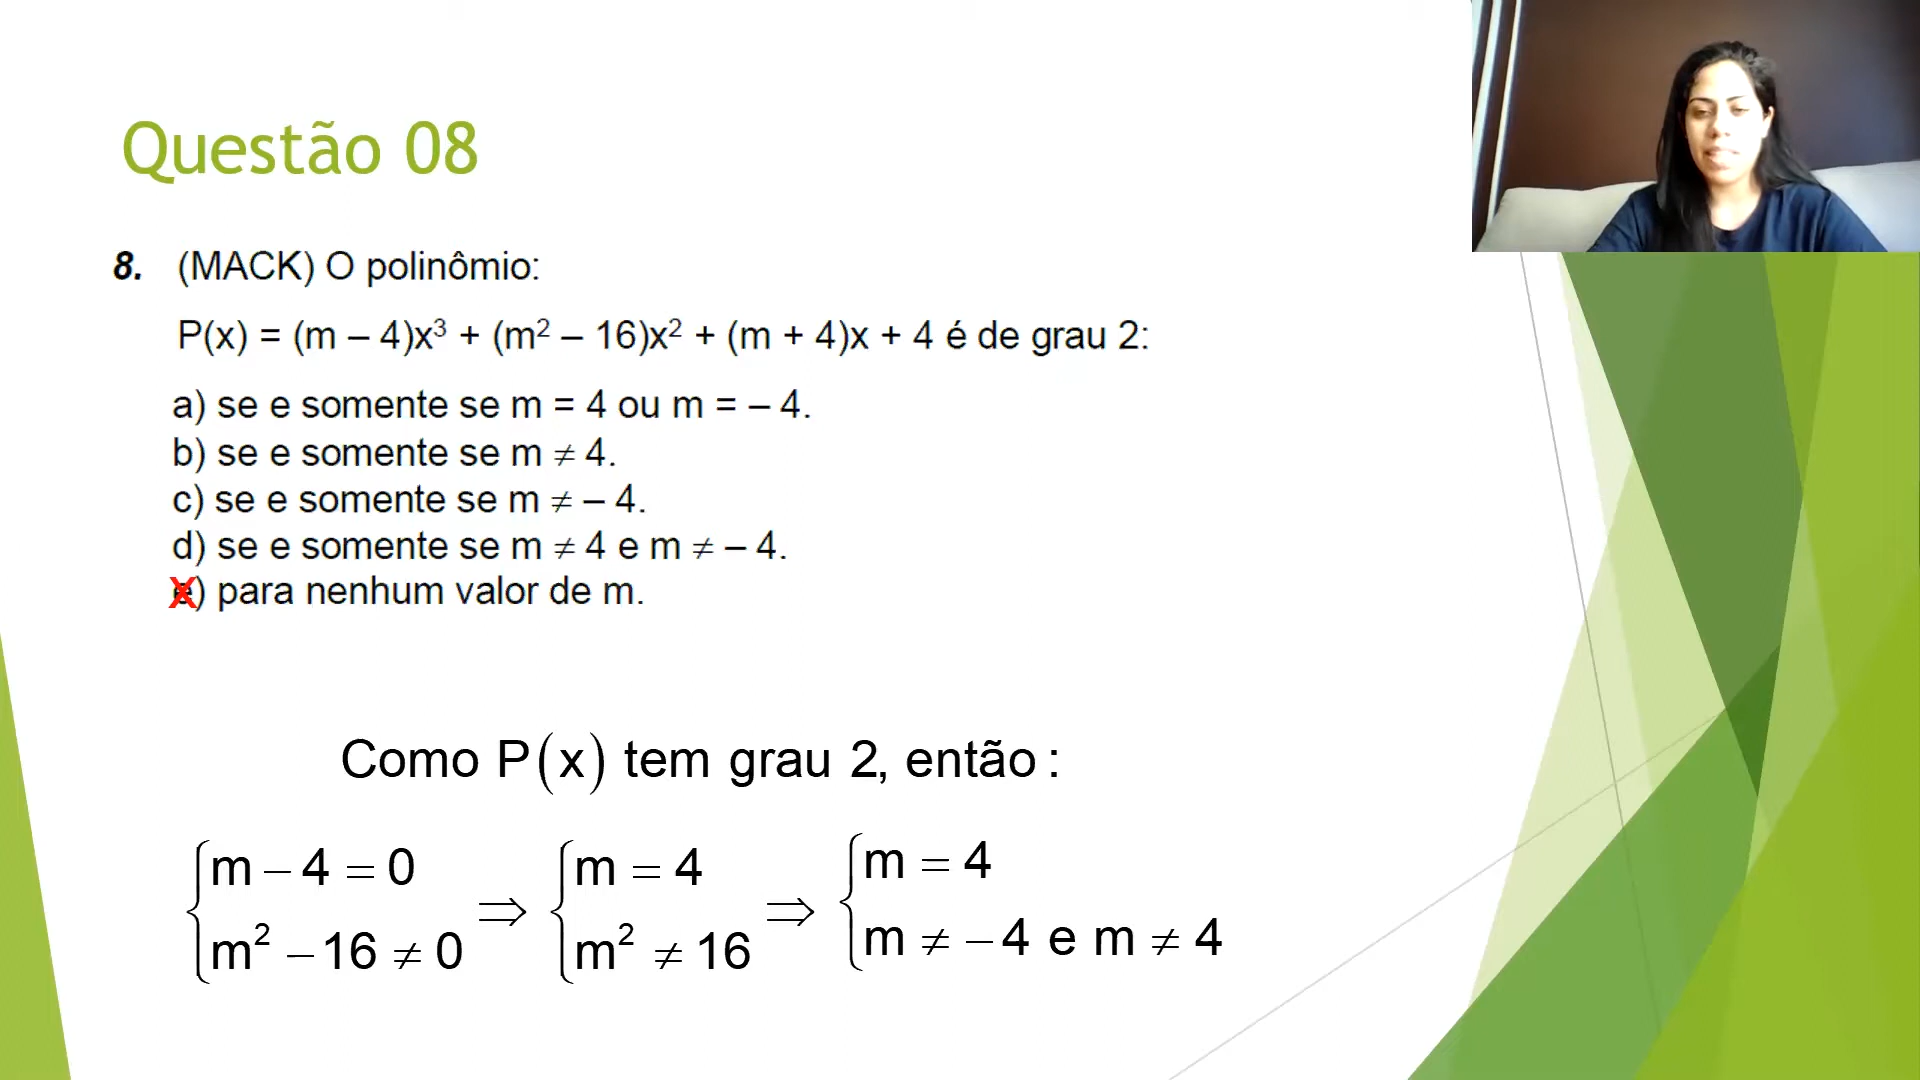 Questão 08
8. (MACK) O polinômio:
P(x) = (m – 4)x³ + (m² – 16)x² + (m + 4)x + 4 é de grau 2:
a) se e somente se m = 4 ou m = – 4.
b) se e somente se m ≠ 4.
c) se e somente se m ≠ – 4.
d) se e somente se m ≠ 4 e m ≠ – 4.
e) para nenhum valor de m.
X
Como P(x) tem grau 2, então :
{m – 4 = 0 ⇒ {m = 4 ⇒ {m = 4
m² – 16 ≠ 0 m² ≠ 16 m ≠ – 4 e m ≠ 4